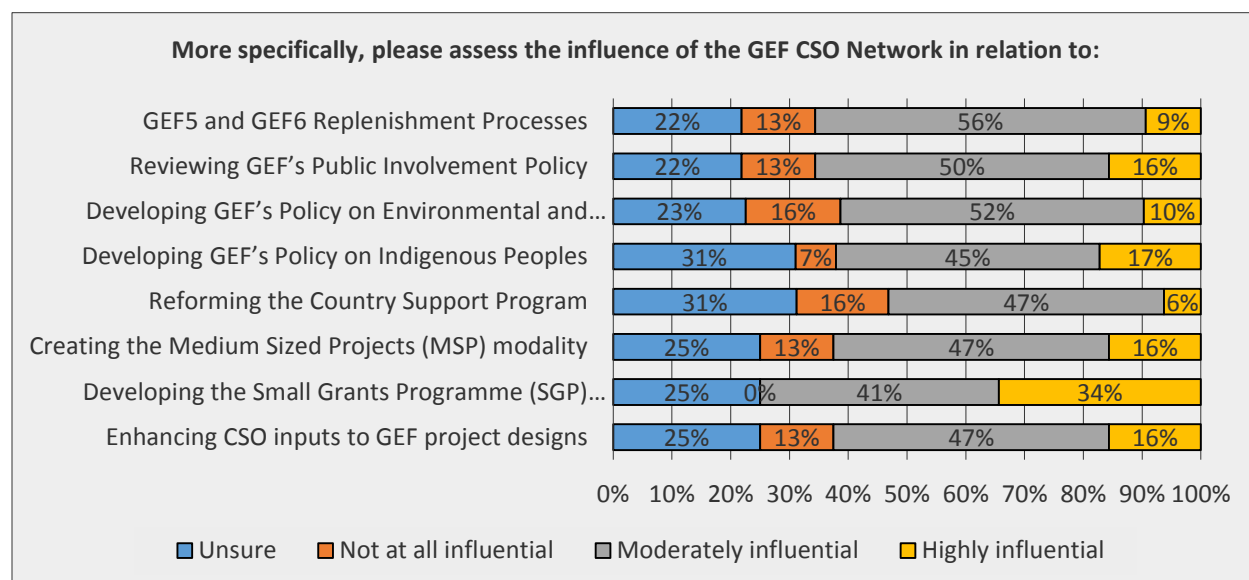 More specifically, please assess the influence of the GEF CSO Network in relation to:
GEF5 and GEF6 Replenishment Processes 22% 13% 56% 9%
Reviewing GEF’s Public Involvement Policy 22% 13% 50% 16%
Developing GEF’s Policy on Environmental and... 23% 16% 52% 10%
Developing GEF’s Policy on Indigenous Peoples 31% 7% 45% 17%
Reforming the Country Support Program 31% 16% 47% 6%
Creating the Medium Sized Projects (MSP) modality 25% 13% 47% 16%
Developing the Small Grants Programme (SGP)... 25% 0% 41% 34%
Enhancing CSO inputs to GEF project designs 25% 13% 47% 16%
0% 10% 20% 30% 40% 50% 60% 70% 80% 90% 100%
Unsure Not at all influential Moderately influential Highly influential